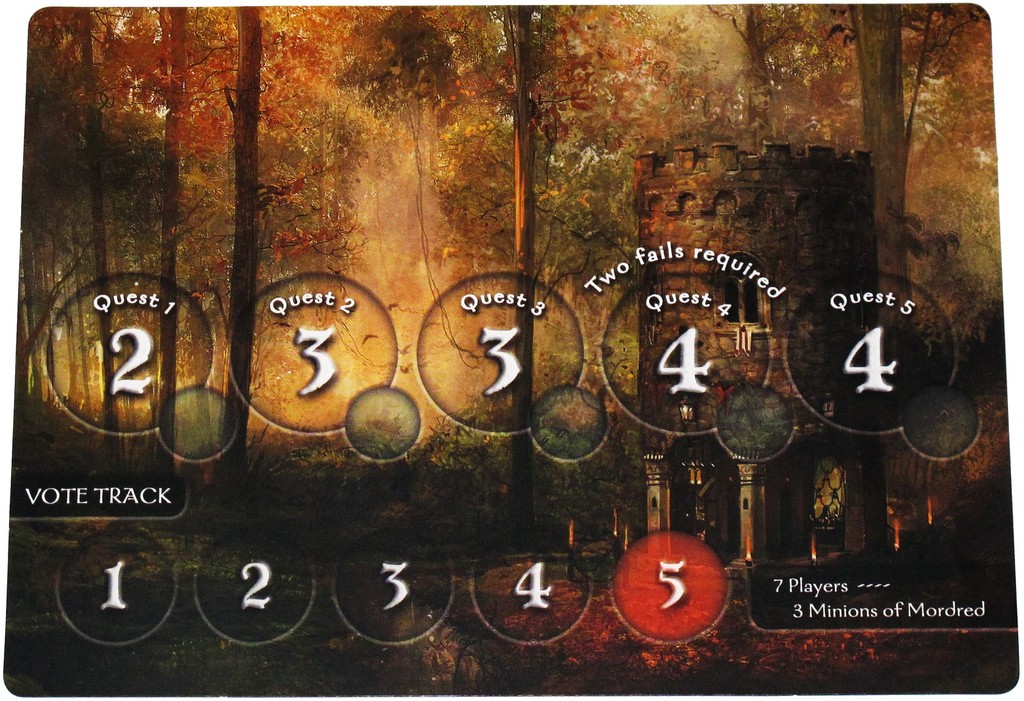 Two fails required
Quest 1 Quest 2 Quest 3 Quest 4 Quest 5
2 3 3 4 4
VOTE TRACK
1 2 3 4 5
7 Players ----
3 Minions of Mordred